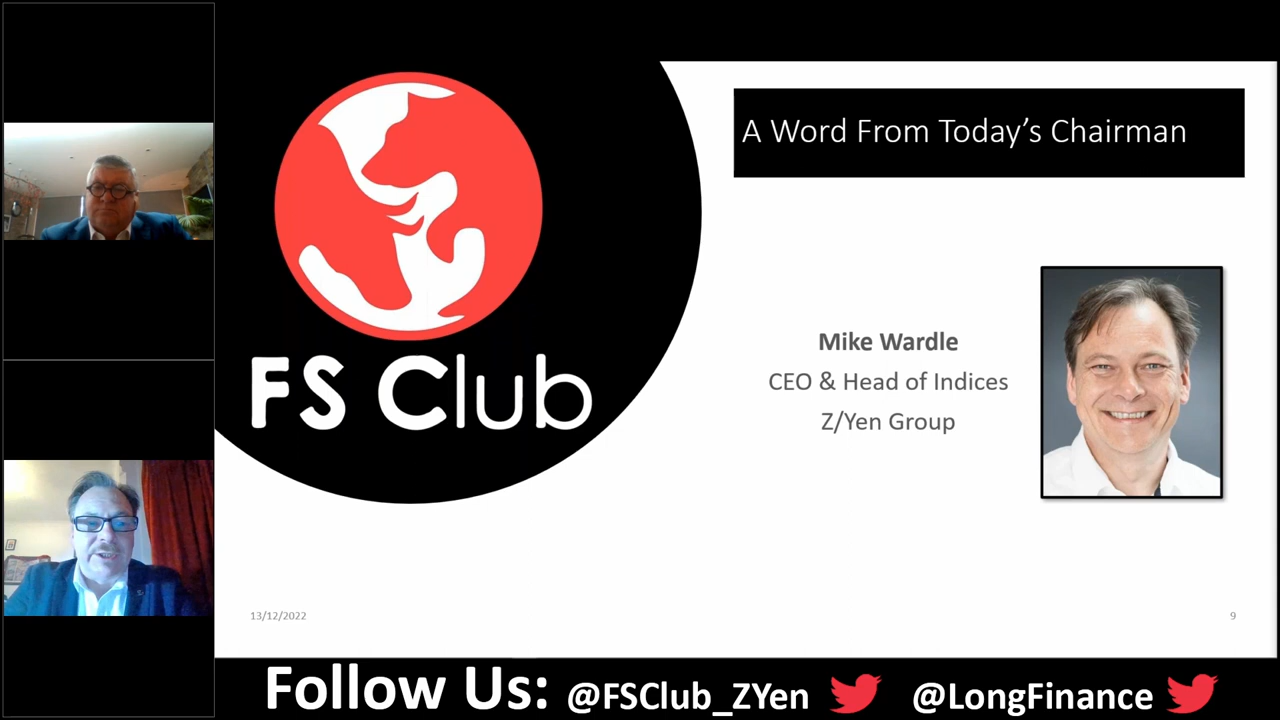 FS Club
A Word From Today's Chairman
Mike Wardle
CEO & Head of Indices
Z/Yen Group
13/12/2022
9
Follow Us: @FSClub_ZYen @LongFinance